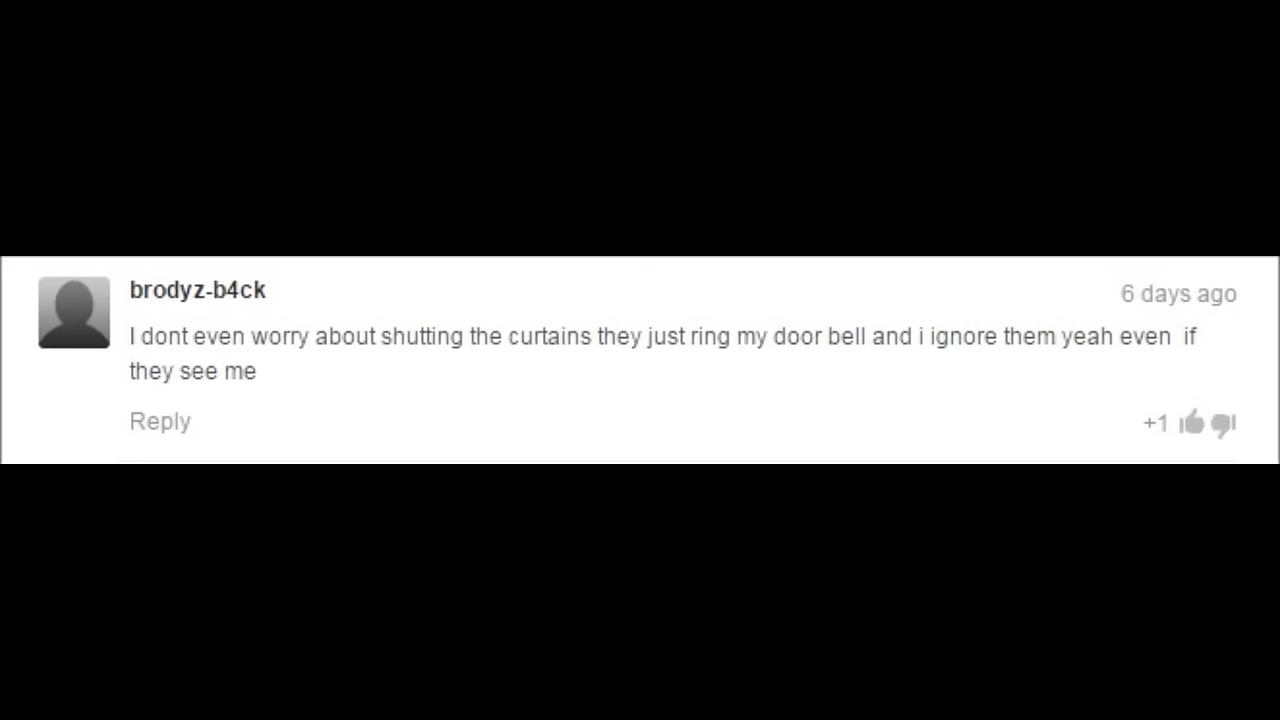 brodyz-b4ck
6 days ago
I dont even worry about shutting the curtains they just ring my door bell and i ignore them yeah even  if
they see me
Reply
+1